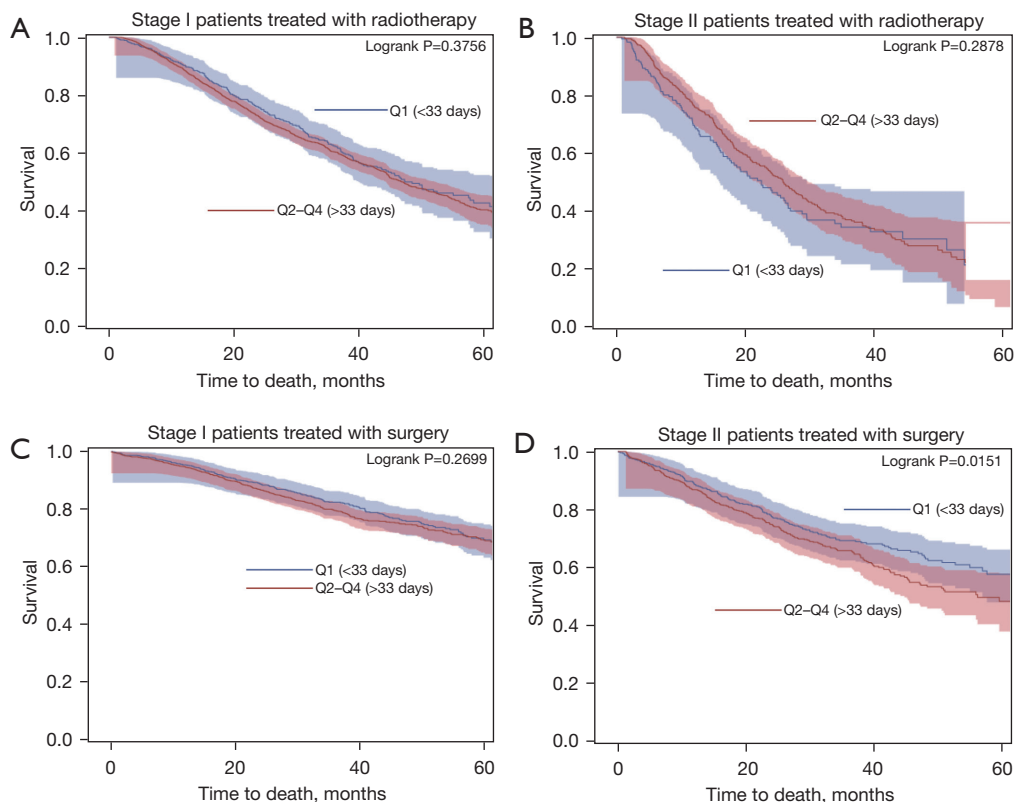 A
Stage I patients treated with radiotherapy
Logrank P=0.3756
Q1 (<33 days)
Q2–Q4 (>33 days)
Survival
1.0
0.8
0.6
0.4
0.2
0.0
0 20 40 60
Time to death, months
B
Stage II patients treated with radiotherapy
Logrank P=0.2878
Q2–Q4 (>33 days)
Q1 (<33 days)
Survival
1.0
0.8
0.6
0.4
0.2
0.0
0 20 40 60
Time to death, months
C
Stage I patients treated with surgery
Logrank P=0.2699
Q1 (<33 days)
Q2–Q4 (>33 days)
Survival
1.0
0.8
0.6
0.4
0.2
0.0
0 20 40 60
Time to death, months
D
Stage II patients treated with surgery
Logrank P=0.0151
Q1 (<33 days)
Q2–Q4 (>33 days)
Survival
1.0
0.8
0.6
0.4
0.2
0.0
0 20 40 60
Time to death, months